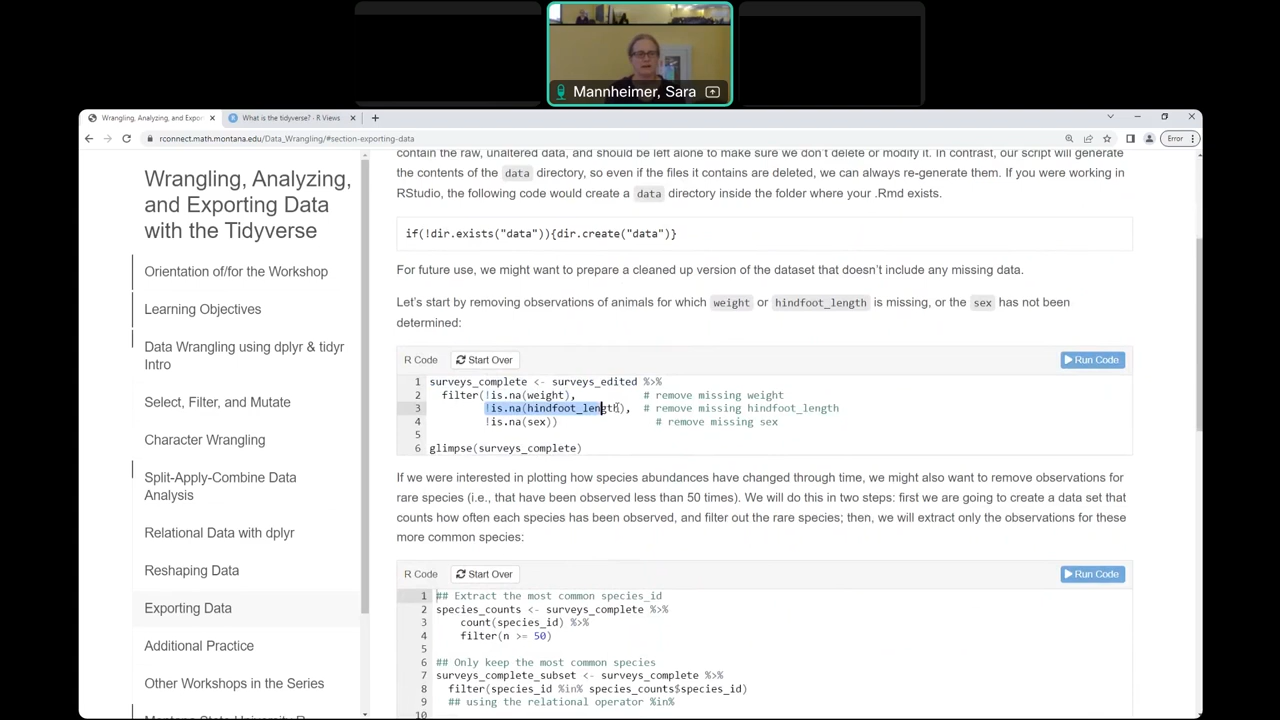 Mannheimer, Sara
Wrangling, Analyzing, and Expor
What is the tidyverse? · R Views
rconnect.math.montana.edu/Data_Wrangling/#section-exporting-data
Error
Wrangling, Analyzing,
and Exporting Data
with the Tidyverse
Orientation of/for the Workshop
Learning Objectives
Data Wrangling using dplyr & tidyr
Intro
Select, Filter, and Mutate
Character Wrangling
Split-Apply-Combine Data
Analysis
Relational Data with dplyr
Reshaping Data
Exporting Data
Additional Practice
Other Workshops in the Series
Montana State University R
contain the raw, unaltered data, and should be left alone to make sure we don't delete or modify it. In contrast, our script will generate
the contents of the data directory, so even if the files it contains are deleted, we can always re-generate them. If you were working in
RStudio, the following code would create a data directory inside the folder where your .Rmd exists.
if(!dir.exists("data")){dir.create("data")}
For future use, we might want to prepare a cleaned up version of the dataset that doesn't include any missing data.
Let's start by removing observations of animals for which weight or hindfoot_length is missing, or the sex has not been
determined:
R Code Start Over Run Code
1 surveys_complete <- surveys_edited %>%
2 filter(!is.na(weight), # remove missing weight
3 !is.na(hindfoot_length), # remove missing hindfoot_length
4 !is.na(sex)) # remove missing sex
5
6 glimpse(surveys_complete)
If we were interested in plotting how species abundances have changed through time, we might also want to remove observations for
rare species (i.e., that have been observed less than 50 times). We will do this in two steps: first we are going to create a data set that
counts how often each species has been observed, and filter out the rare species; then, we will extract only the observations for these
more common species:
R Code Start Over Run Code
1 ## Extract the most common species_id
2 species_counts <- surveys_complete %>%
3 count(species_id) %>%
4 filter(n >= 50)
5
6 ## Only keep the most common species
7 surveys_complete_subset <- surveys_complete %>%
8 filter(species_id %in% species_counts$species_id)
9 ## using the relational operator %in%
10